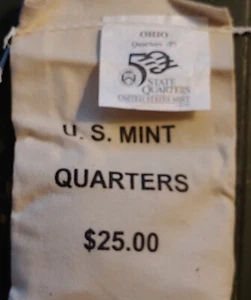 OHIO
Quarters (P)
50
STATE
QUARTERS
UNITED STATES MINT
U. S. MINT
QUARTERS
$25.00